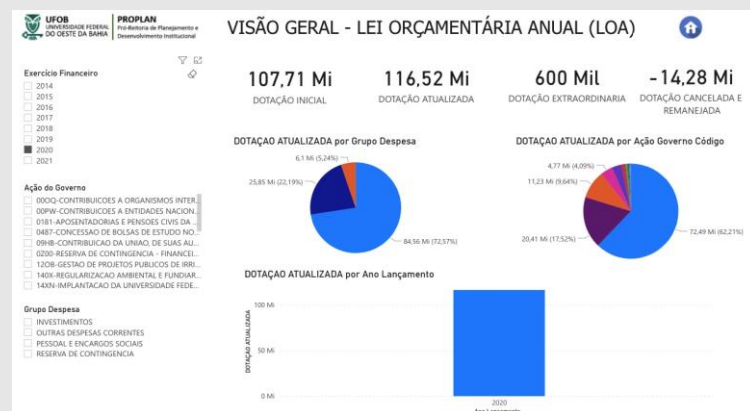 UFOB
UNIVERSIDADE FEDERAL
DO OESTE DA BAHIA
PROPLAN
Pró-Reitoria de Planejamento e
Desenvolvimento Institucional
VISÃO GERAL - LEI ORÇAMENTÁRIA ANUAL (LOA)
Exercício Financeiro
2014
2015
2016
2017
2018
2019
2020
2021
Ação do Governo
00OQ-CONTRIBUICOES A ORGANISMOS INTER...
00PW-CONTRIBUICOES A ENTIDADES NACION...
0181-APOSENTADORIAS E PENSOES CIVIS DA ...
0487-CONCESSAO DE BOLSAS DE ESTUDO NO...
09HB-CONTRIBUICAO DA UNIAO, DE SUAS AU...
0Z00-RESERVA DE CONTINGENCIA - FINANCEI...
12OB-GESTAO DE PROJETOS PUBLICOS DE IRRI...
140X-REGULARIZACAO AMBIENTAL E FUNDIAR...
14XN-IMPLANTACAO DA UNIVERSIDADE FEDE...
Grupo Despesa
INVESTIMENTOS
OUTRAS DESPESAS CORRENTES
PESSOAL E ENCARGOS SOCIAIS
RESERVA DE CONTINGENCIA
107,71 Mi
DOTAÇÃO INICIAL
116,52 Mi
DOTAÇÃO ATUALIZADA
600 Mil
DOTAÇÃO EXTRAORDINARIA
-14,28 Mi
DOTAÇÃO CANCELADA E
REMANEJADA
DOTAÇAO ATUALIZADA por Grupo Despesa
6,1 Mi (5,24%)
25,85 Mi (22,19%)
84,56 Mi (72,57%)
DOTAÇAO ATUALIZADA por Ação Governo Código
4,77 Mi (4,09%)
11,23 Mi (9,64%)
20,41 Mi (17,52%)
72,49 Mi (62,21%)
DOTAÇAO ATUALIZADA por Ano Lançamento
DOTAÇÃO ATUALIZADA
100 Mi
50 Mi
0 Mi
2020
Ano Lançamento